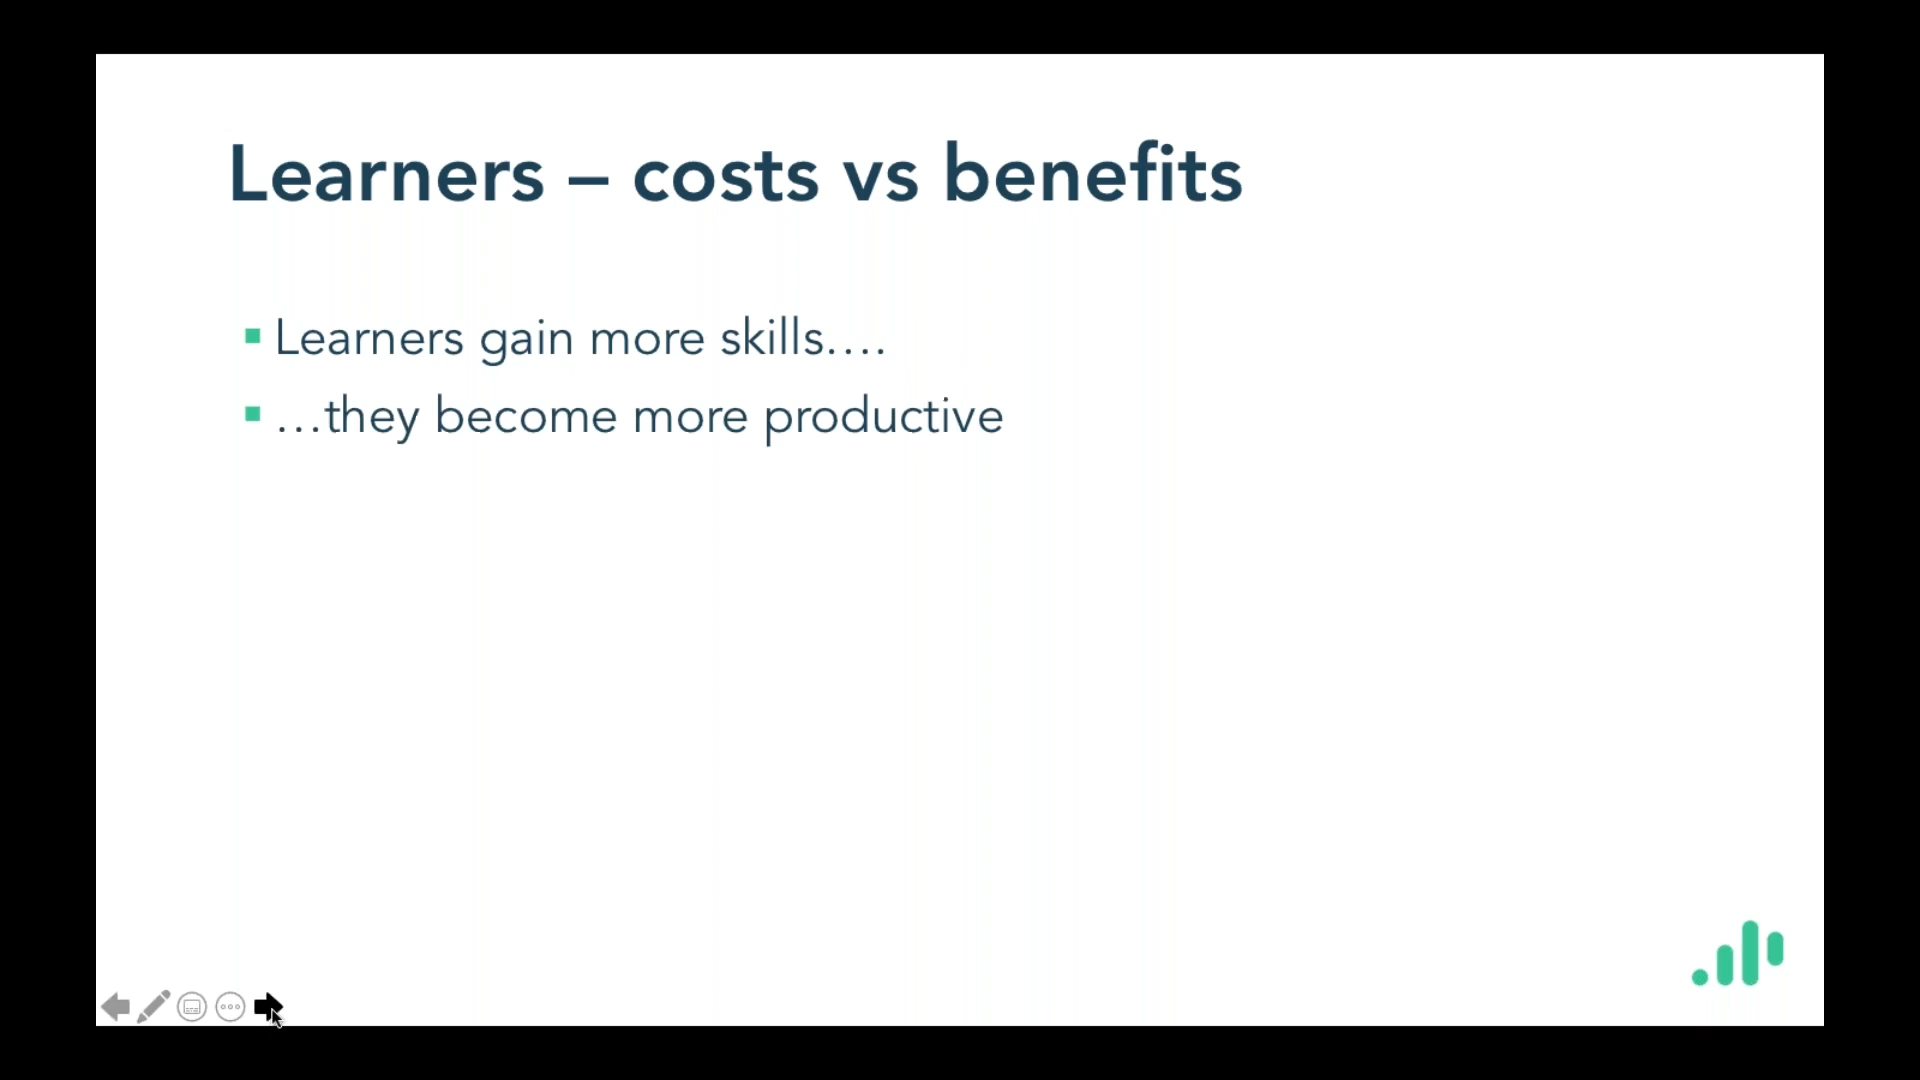 Learners – costs vs benefits
Learners gain more skills....
...they become more productive